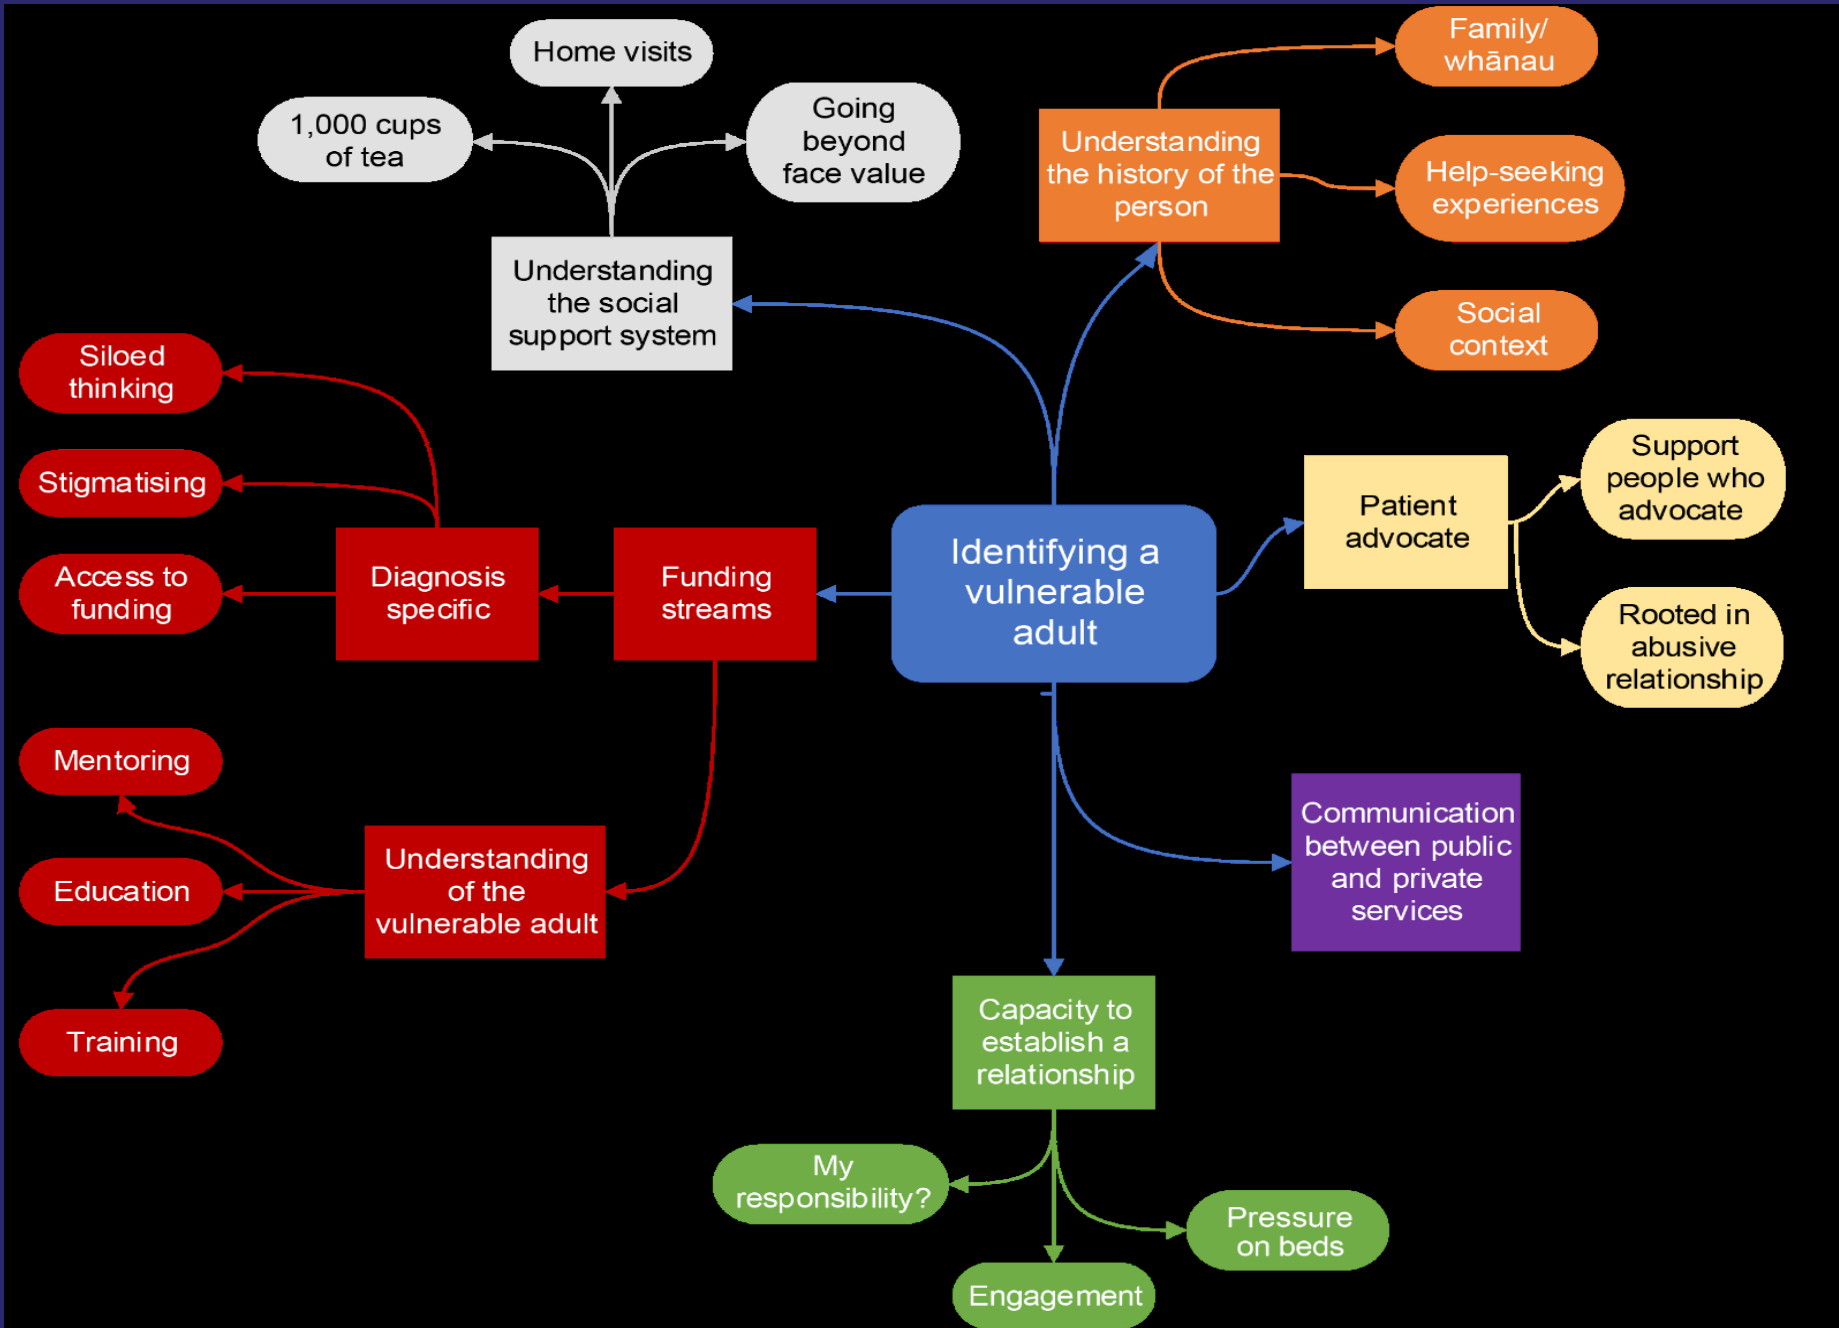 Home visits
1,000 cups
of tea
Going
beyond
face value
Understanding
the social
support system
Family/
whānau
Understanding
the history of the
person
Help-seeking
experiences
Social
context
Siloed
thinking
Stigmatising
Access to
funding
Diagnosis
specific
Funding
streams
Identifying a
vulnerable
adult
Patient
advocate
Support
people who
advocate
Rooted in
abusive
relationship
Mentoring
Education
Training
Understanding
of the
vulnerable adult
Communication
between public
and private
services
Capacity to
establish a
relationship
My
responsibility?
Engagement
Pressure
on beds